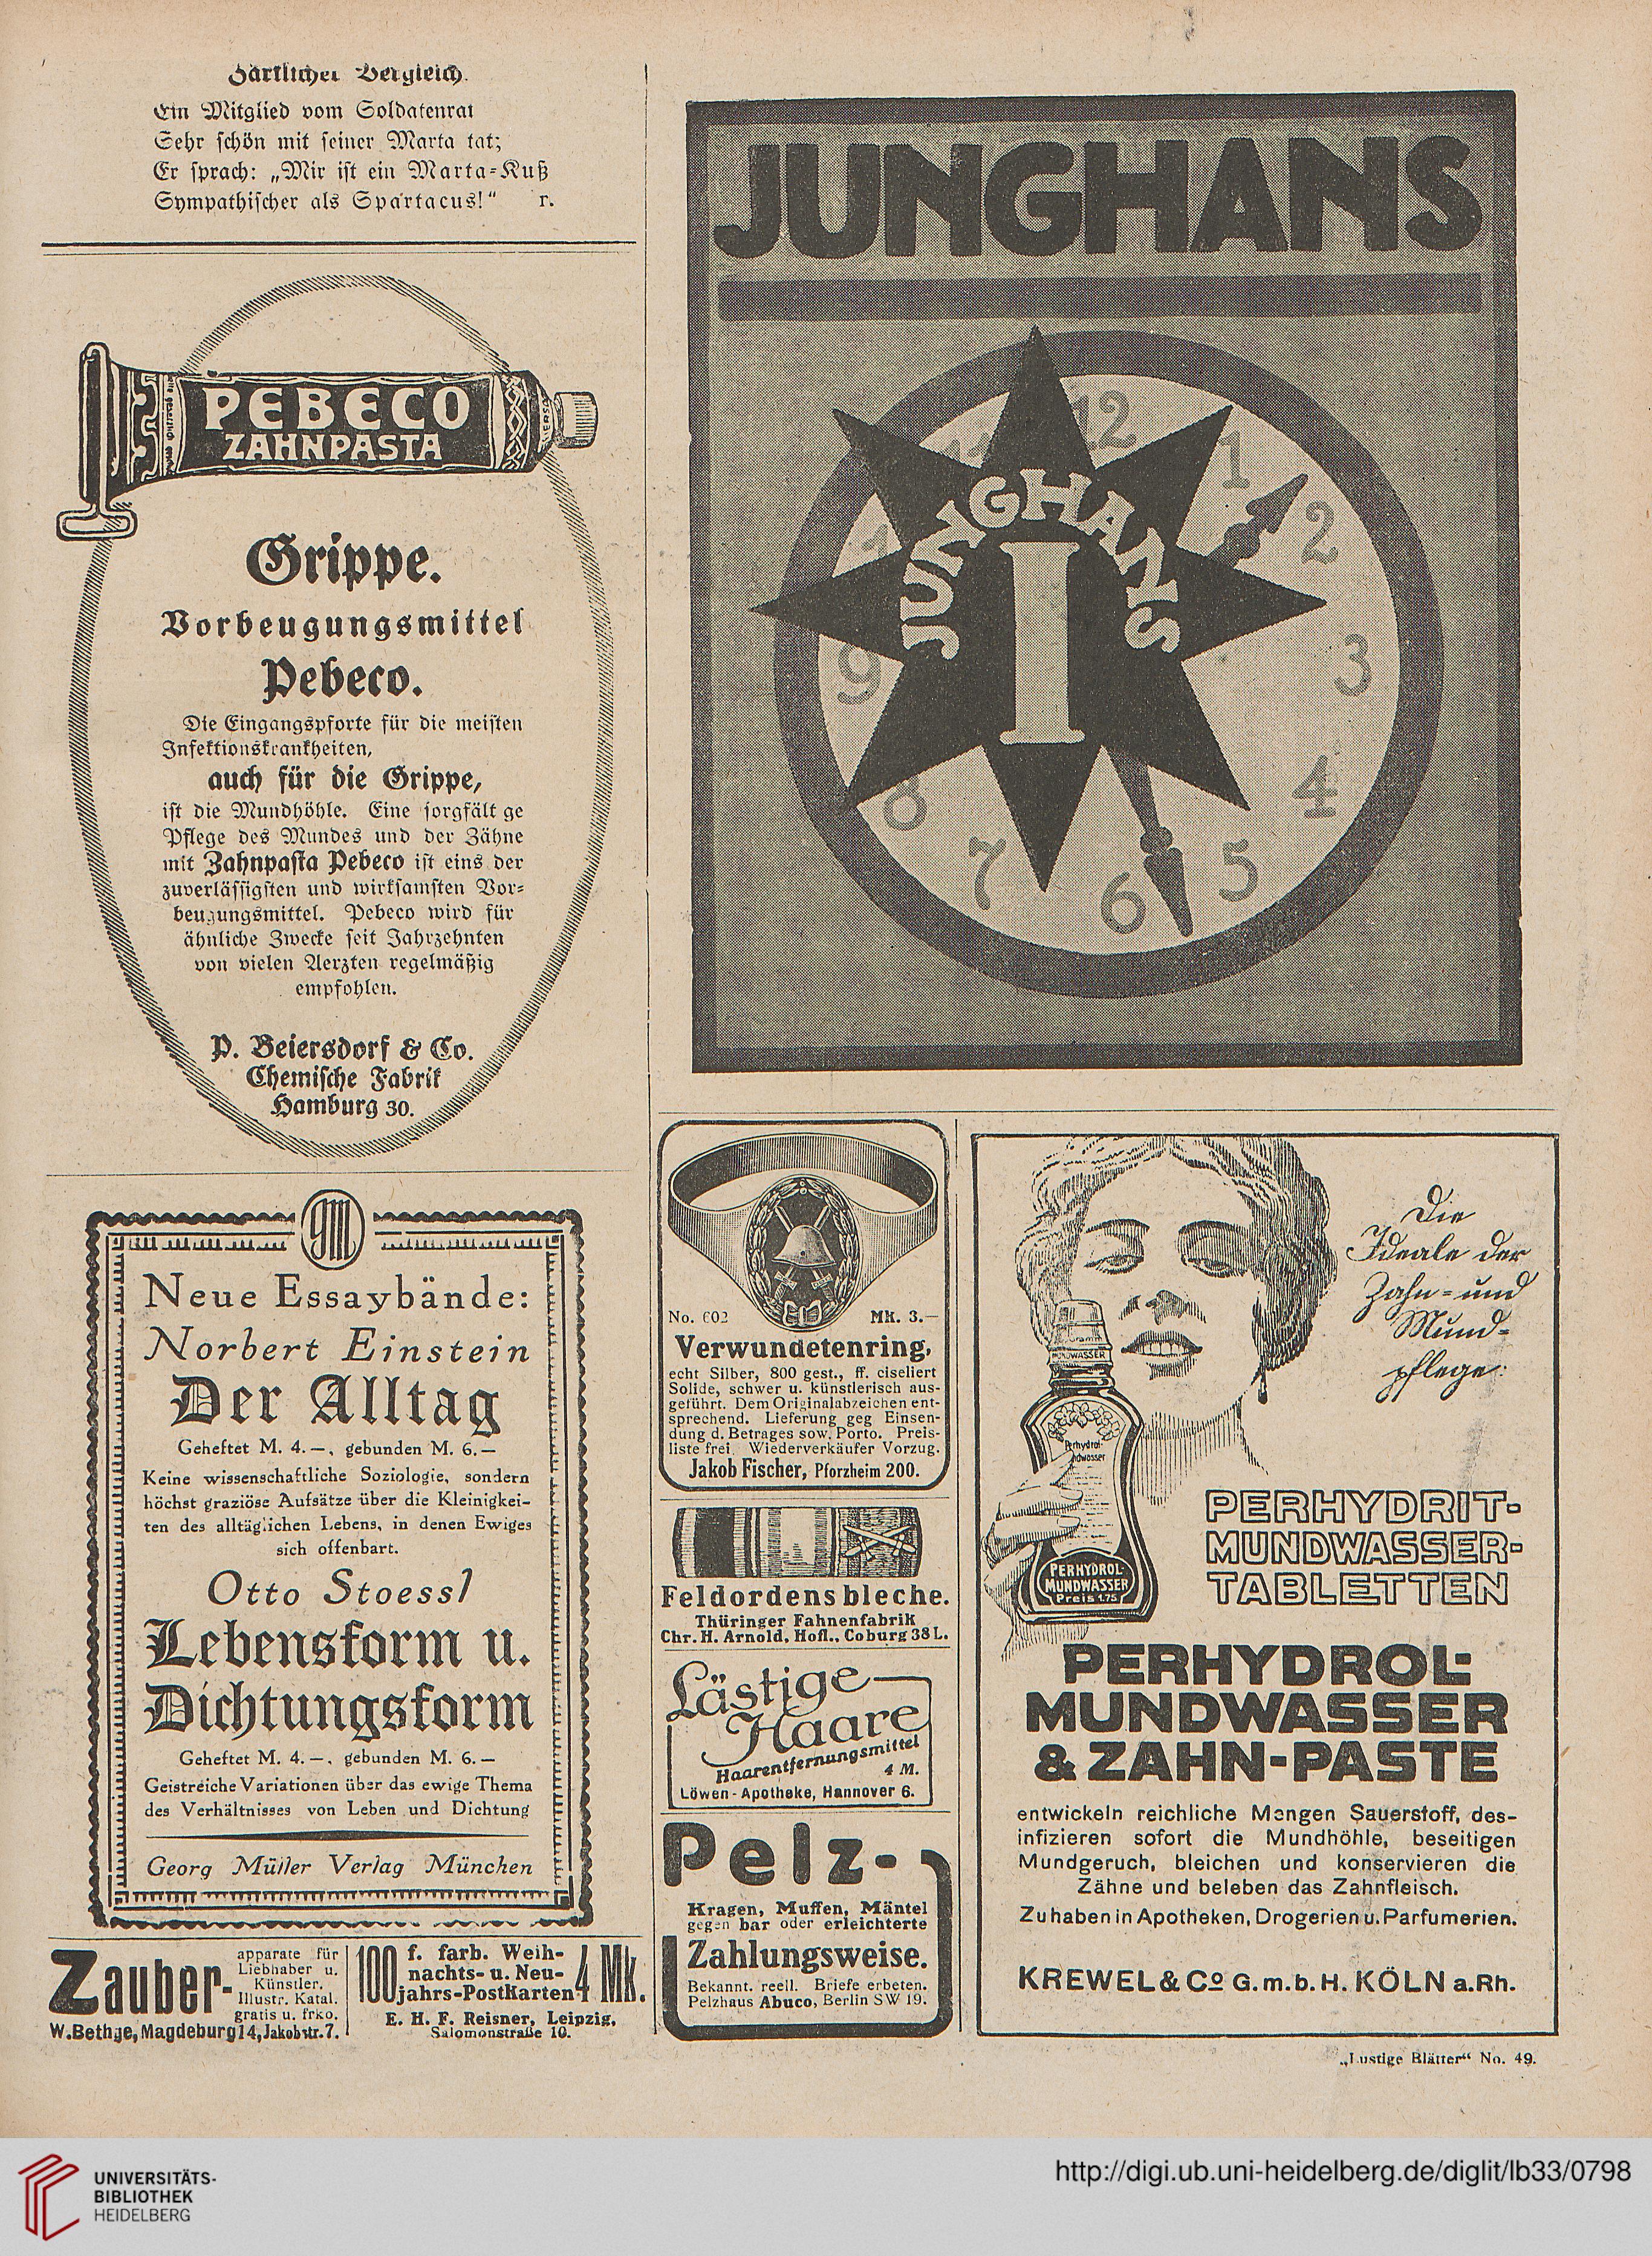 Zärtlicher Vergleich.
Ein Mitglied vom Soldatenrat
Sehr schön mit seiner Marta tat;
Er sprach: „Mir ist ein Marta-Kuß
Sympathischer als Spartacus!“ r.
PEBECO
ZAHNPASTA
Grippe.
Vorbeugungsmittel
Pebeco.
Die Eingangspforte für die meisten
Infektionskrankheiten,
auch für die Grippe,
ist die Mundhöhle. Eine sorgfält ge
Pflege des Mundes und der Zähne
mit Zahnpasta Pebeco ist eins der
zuverlässigsten und wirksamsten Vor-
beugungsmittel. Pebeco wird für
ähnliche Zwecke seit Jahrzehnten
von vielen Aerzten regelmäßig
empfohlen.
P. Beiersdorf & Co.
Chemische Fabrik
Hamburg 30.
GM
Neue Essaybände:
Norbert Einstein
Der Alltag
Geheftet M. 4.—, gebunden M. 6.—
Keine wissenschaftliche Soziologie, sondern
höchst graziöse Aufsätze über die Kleinigkei-
ten des alltäglichen Lebens, in denen Ewiges
sich offenbart.
Otto Stoessl
Lebensform u.
Dichtungsform
Geheftet M. 4.—, gebunden M. 6.—
Geistreiche Variationen über das ewige Thema
des Verhältnisses von Leben und Dichtung
Georg Müller Verlag München
Zauber-
apparate für
Liebhaber u.
Künstler.
Illustr. Katal.
gratis u. frko.
W.Bethge, Magdeburg14, Jakobstr.7.
100 f. farb. Weih-
nachts- u. Neu-
jahrs-Postkarten 4 Mk.
E. H. F. Reisner, Leipzig,
Salomonstraße 10.
JUNGHANS
12
11
1
2
1
3
9
4
8
5
7
6
JUNGHANS
1
No. 602 Mk. 3.—
Verwundetenring,
echt Silber, 800 gest., ff. ciseliert
Solide, schwer u. künstlerisch aus-
geführt. Dem Originalabzeichen ent-
sprechend. Lieferung geg Einsen-
dung d. Betrages sow. Porto. Preis-
liste frei. Wiederverkäufer Vorzug.
Jakob Fischer, Pforzheim 200.
Feldordensbleche.
Thüringer Fahnenfabrik
Chr. H. Arnold, Hofl., Coburg 38 L.
Lästige
Haare
Haarentfernungsmittel
4 M.
Löwen-Apotheke, Hannover 6.
Pelz-
Kragen, Muffen, Mäntel
gegen bar oder erleichterte
Zahlungsweise.
Bekannt. reell. Briefe erbeten.
Pelzhaus Abuco, Berlin SW 19.
Die
Ideale der
Zahn- und
Mund-
pflege:
MUNDWASSER
Perhydrol-
Mundwasser
PERHYDROL-
MUNDWASSER
Preis 1.75
PERHYDRIT-
MUNDWASSER-
TABLETTEN
PERHYDROL-
MUNDWASSER
& ZAHN-PASTE
entwickeln reichliche Mengen Sauerstoff, des-
infizieren sofort die Mundhöhle, beseitigen
Mundgeruch, bleichen und konservieren die
Zähne und beleben das Zahnfleisch.
Zu haben in Apotheken, Drogerien u. Parfumerien.
KREWEL & Co G.m.b.H. KÖLN a.Rh.
„Lustige Blätter“ No. 49.
UNIVERSITÄTS-
BIBLIOTHEK
HEIDELBERG
http://digi.ub.uni-heidelberg.de/diglit/lb33/0798